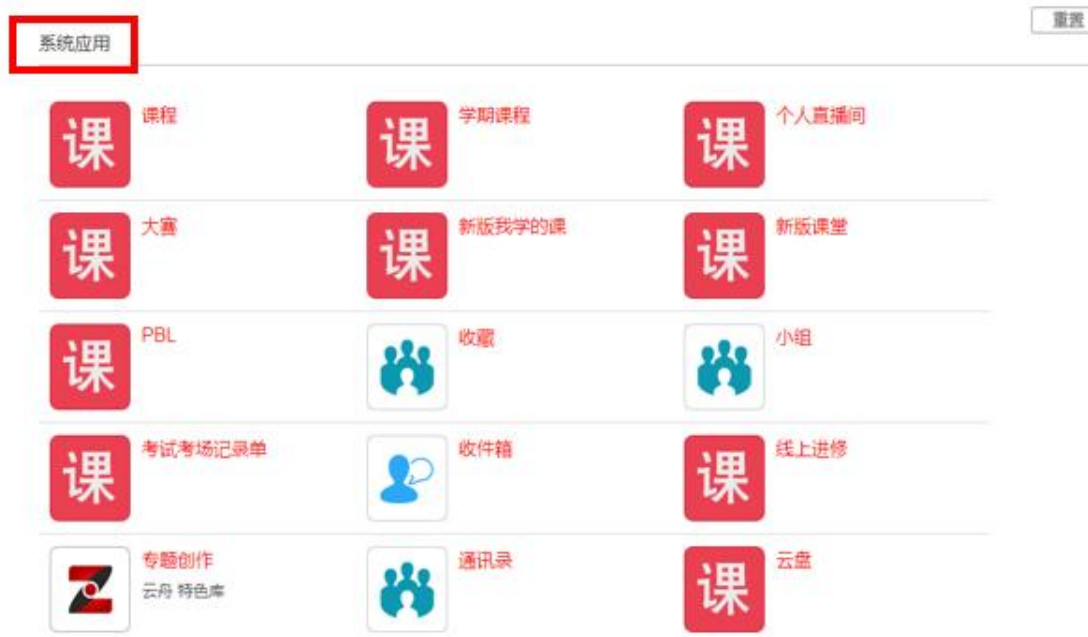 重置
系统应用
课 课程
课 学期课程
课 个人直播间
课 大赛
课 新版我学的课
课 新版课堂
课 PBL
收藏
小组
课 考试考场记录单
收件箱
课 线上进修
专题创作
云舟 特色库
通讯录
课 云盘